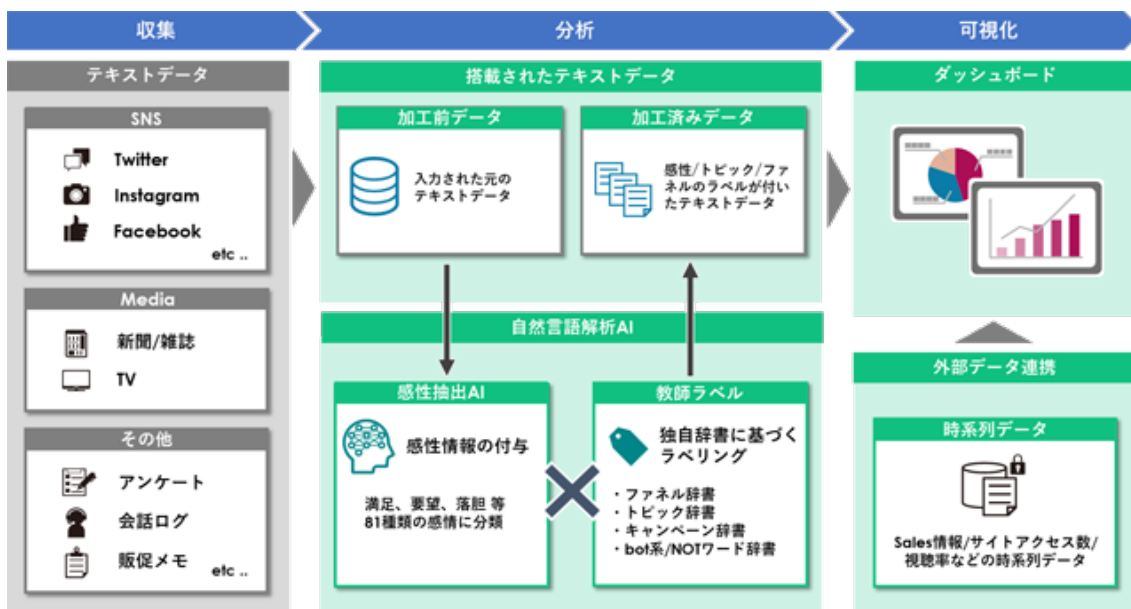 収集
分析
可視化
テキストデータ
SNS
Twitter
Instagram
Facebook
etc ..
Media
新聞/雑誌
TV
その他
アンケート
会話ログ
販促メモ
etc ..
搭載されたテキストデータ
加工前データ
入力された元の
テキストデータ
加工済みデータ
感性/トピック/ファ
ネルのラベルが付い
たテキストデータ
自然言語解析AI
感性抽出AI
感性情報の付与
満足、要望、落胆 等
81種類の感情に分類
教師ラベル
独自辞書に基づく
ラベリング
・ファネル辞書
・トピック辞書
・キャンペーン辞書
・bot系/NOTワード辞書
ダッシュボード
外部データ連携
時系列データ
Sales情報/サイトアクセス数/
視聴率などの時系列データ